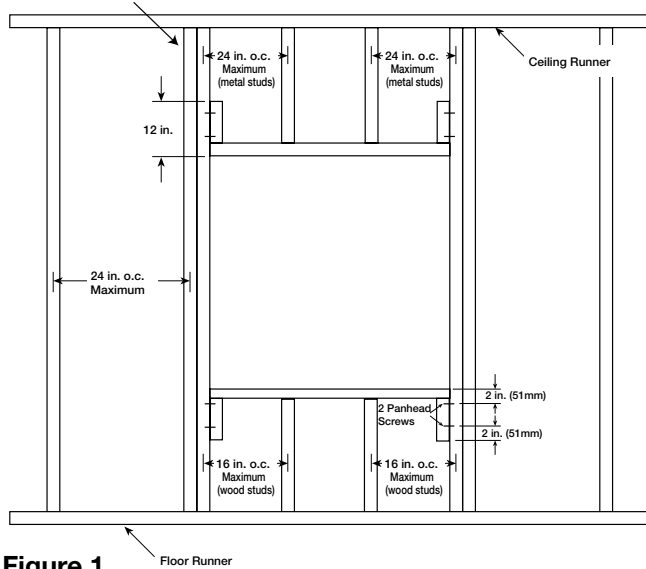 24 in. o.c.
Maximum
(metal studs)
24 in. o.c.
Maximum
(metal studs)
Ceiling Runner
12 in.
24 in. o.c.
Maximum
2 in. (51mm)
2 Panhead
Screws
2 in. (51mm)
16 in. o.c.
Maximum
(wood studs)
16 in. o.c.
Maximum
(wood studs)
Floor Runner
Figure 1